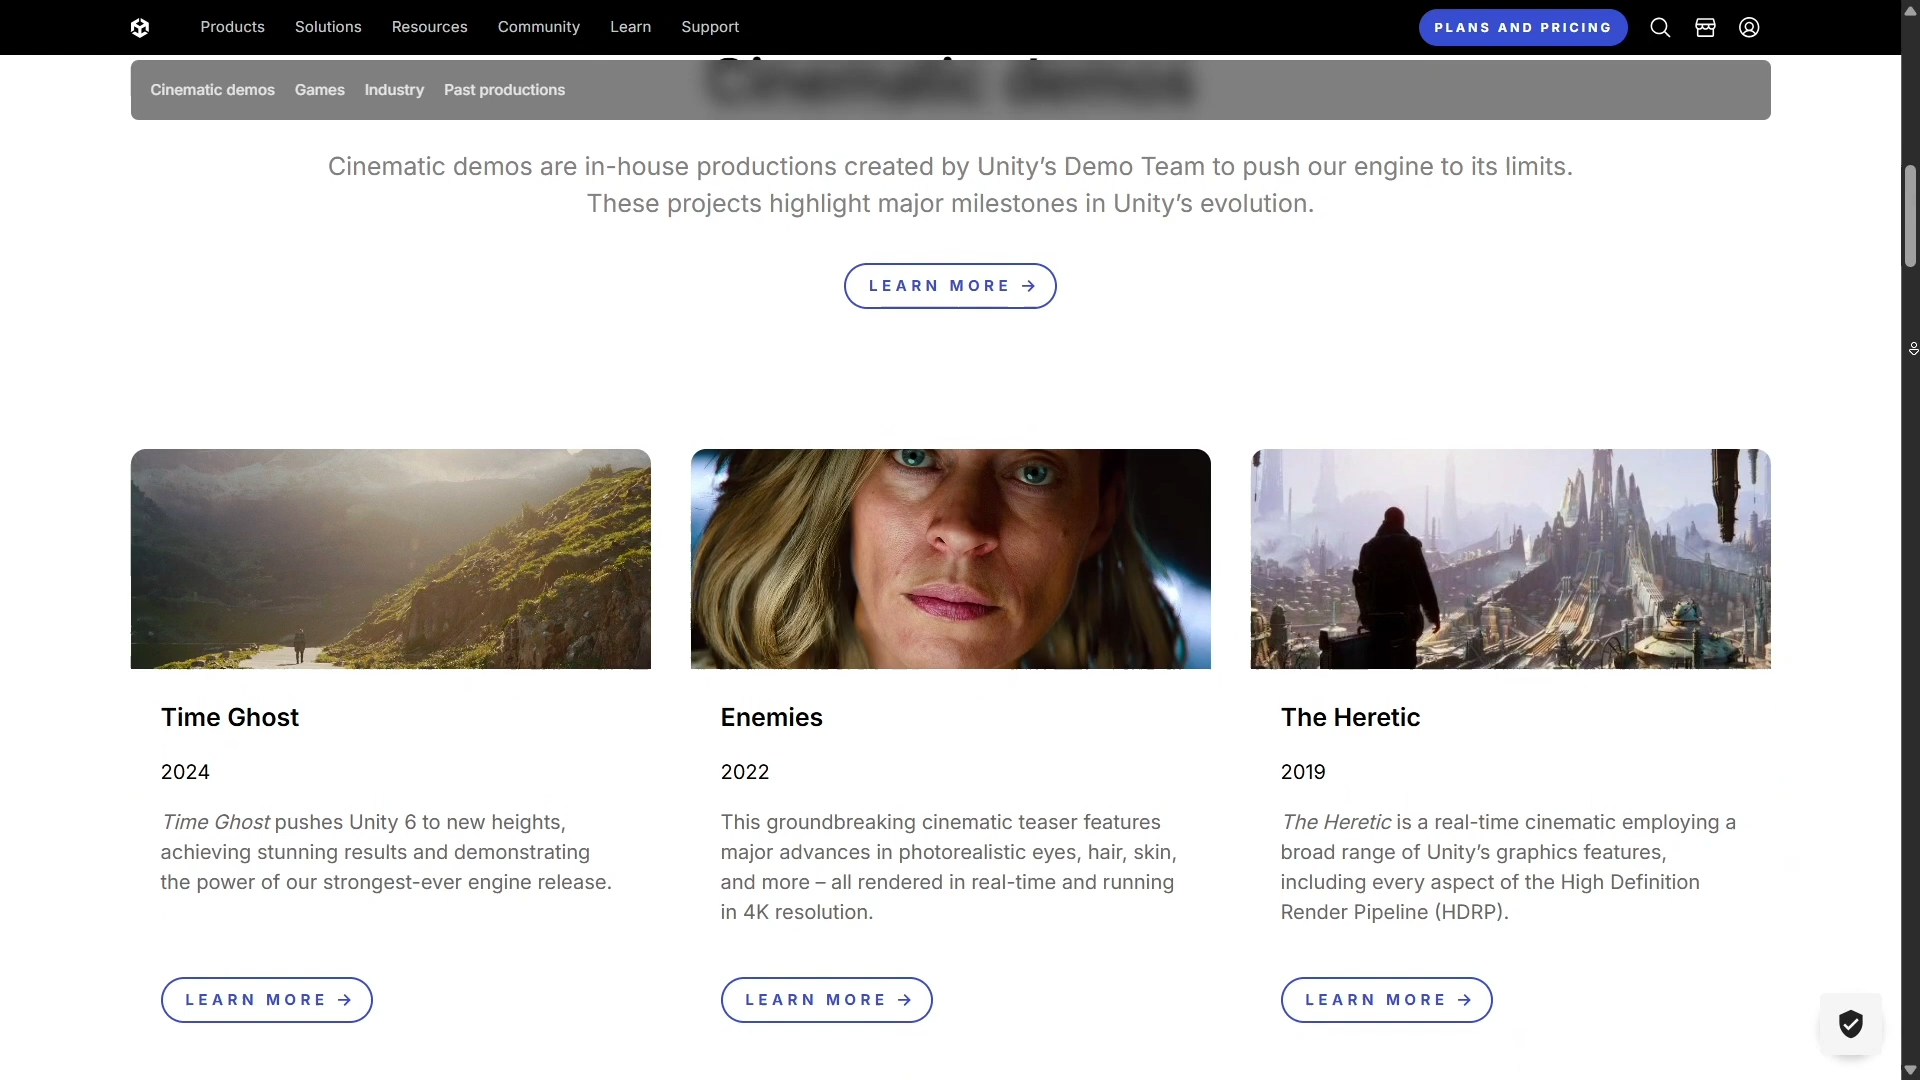 Products Solutions Resources Community Learn Support PLANS AND PRICING
Cinematic demos
Cinematic demos Games Industry Past productions
Cinematic demos are in-house productions created by Unity’s Demo Team to push our engine to its limits.
These projects highlight major milestones in Unity’s evolution.
LEARN MORE →
Time Ghost
2024
Time Ghost pushes Unity 6 to new heights,
achieving stunning results and demonstrating
the power of our strongest-ever engine release.
LEARN MORE →
Enemies
2022
This groundbreaking cinematic teaser features
major advances in photorealistic eyes, hair, skin,
and more – all rendered in real-time and running
in 4K resolution.
LEARN MORE →
The Heretic
2019
The Heretic is a real-time cinematic employing a
broad range of Unity’s graphics features,
including every aspect of the High Definition
Render Pipeline (HDRP).
LEARN MORE →